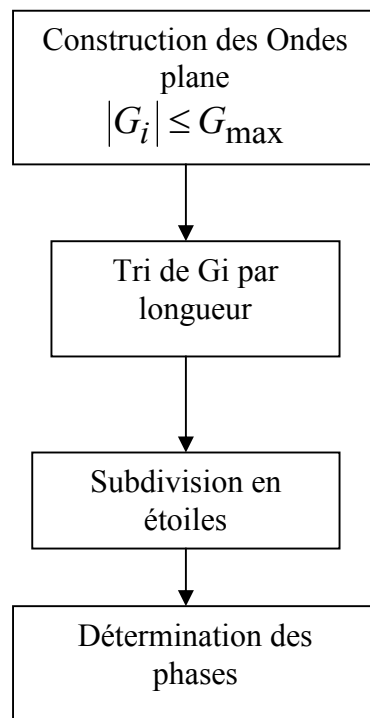 Construction des Ondes
plane
|G_i| ≤ G_max
Tri de Gi par
longueur
Subdivision en
étoiles
Détermination des
phases